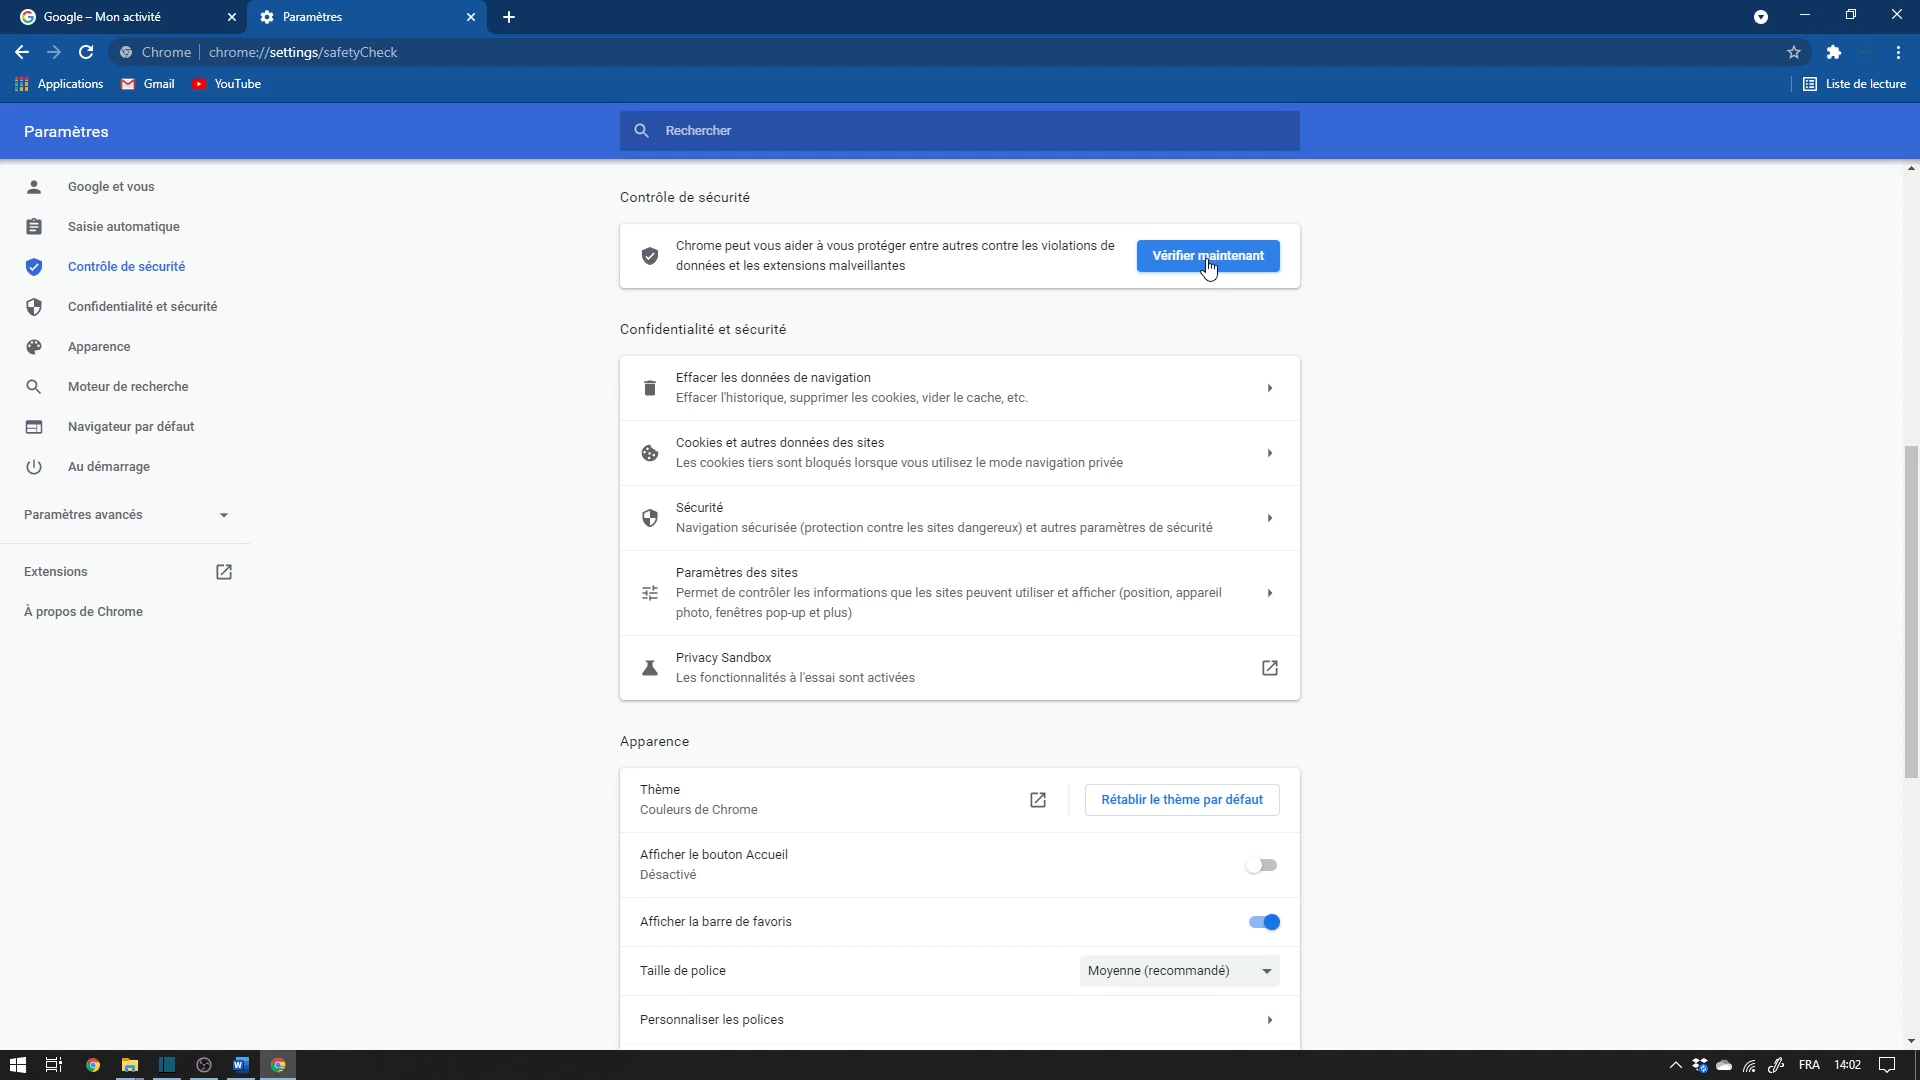 Google – Mon activité
Paramètres
Chrome
chrome://settings/safetyCheck
Applications
Gmail
YouTube
Liste de lecture
Paramètres
Rechercher
Google et vous
Saisie automatique
Contrôle de sécurité
Confidentialité et sécurité
Apparence
Moteur de recherche
Navigateur par défaut
Au démarrage
Paramètres avancés
Extensions
À propos de Chrome
Contrôle de sécurité
Chrome peut vous aider à vous protéger entre autres contre les violations de
données et les extensions malveillantes
Vérifier maintenant
Confidentialité et sécurité
Effacer les données de navigation
Effacer l'historique, supprimer les cookies, vider le cache, etc.
Cookies et autres données des sites
Les cookies tiers sont bloqués lorsque vous utilisez le mode navigation privée
Sécurité
Navigation sécurisée (protection contre les sites dangereux) et autres paramètres de sécurité
Paramètres des sites
Permet de contrôler les informations que les sites peuvent utiliser et afficher (position, appareil
photo, fenêtres pop-up et plus)
Privacy Sandbox
Les fonctionnalités à l'essai sont activées
Apparence
Thème
Couleurs de Chrome
Rétablir le thème par défaut
Afficher le bouton Accueil
Désactivé
Afficher la barre de favoris
Taille de police
Moyenne (recommandé)
Personnaliser les polices
FRA
14:02